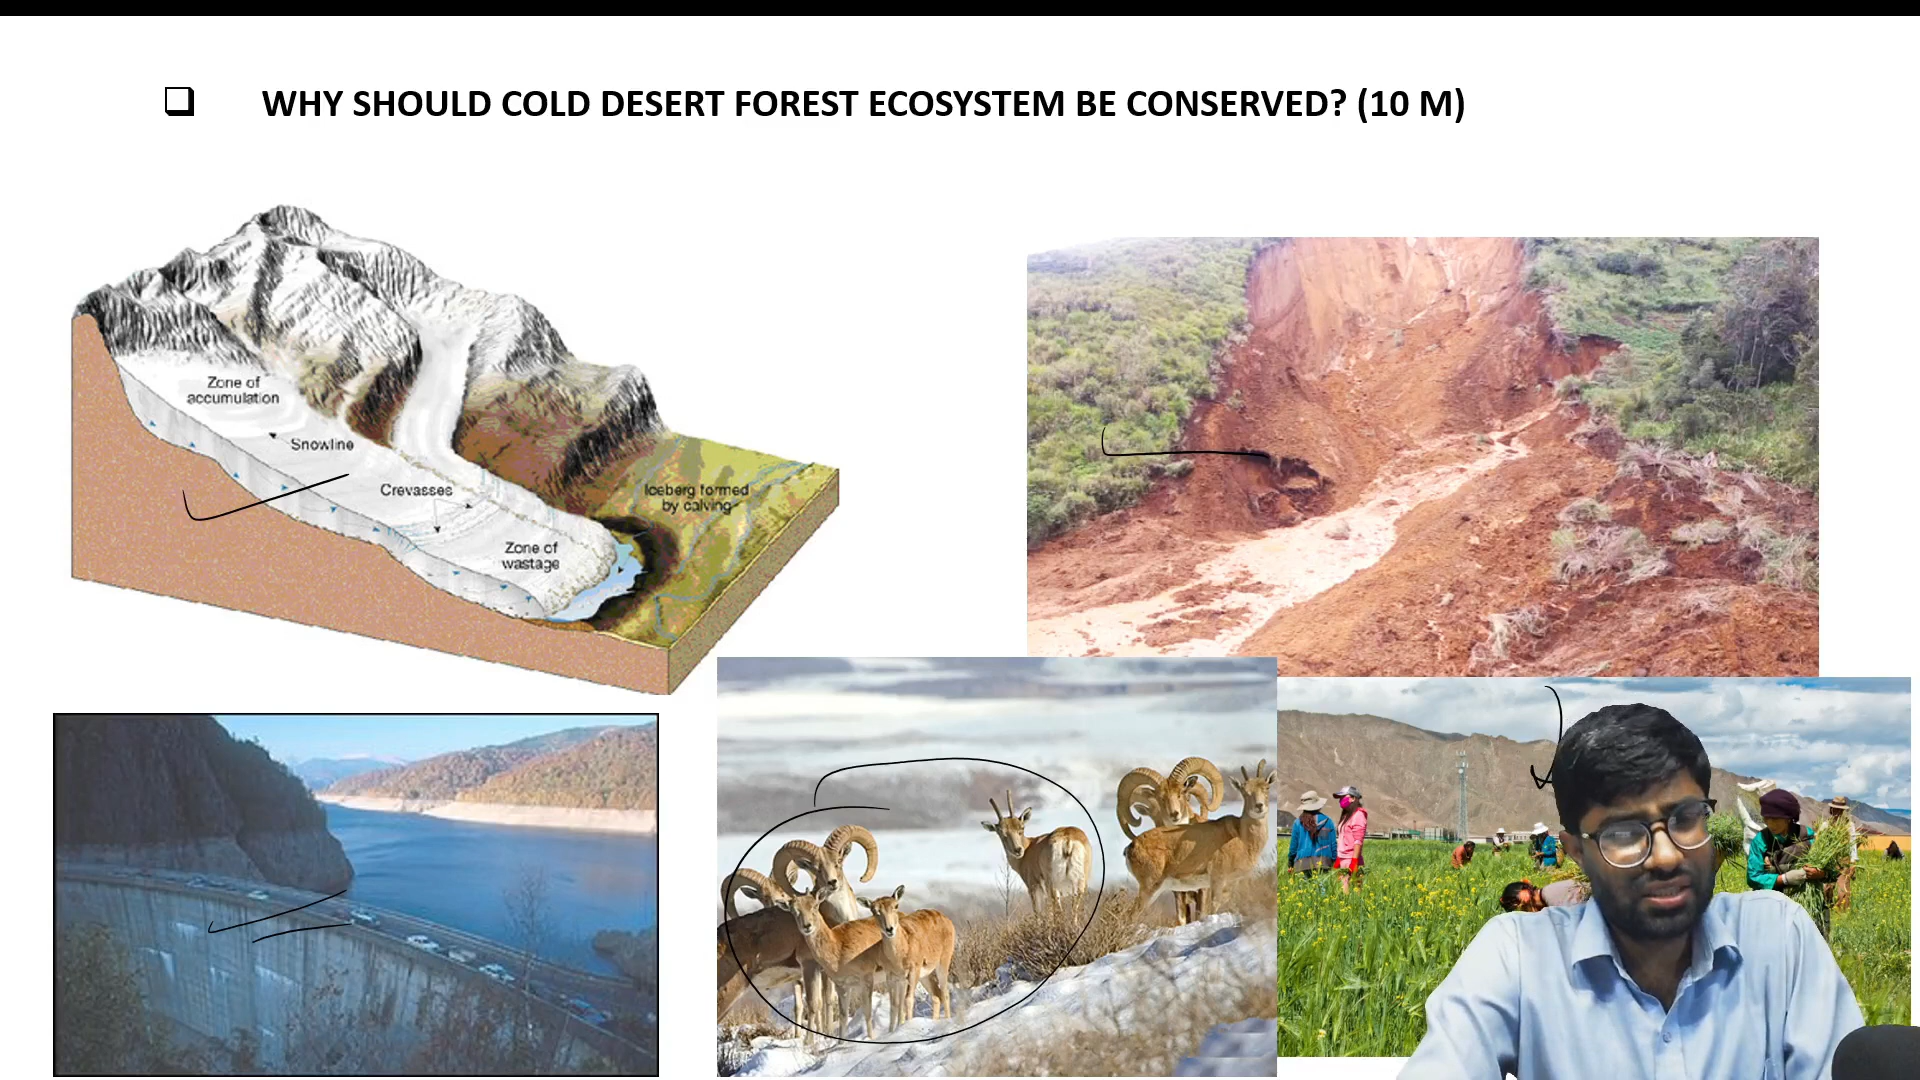 WHY SHOULD COLD DESERT FOREST ECOSYSTEM BE CONSERVED? (10 M)
Zone of
accumulation
Snowline
Crevasses
Iceberg formed
by calving
Zone of
wastage